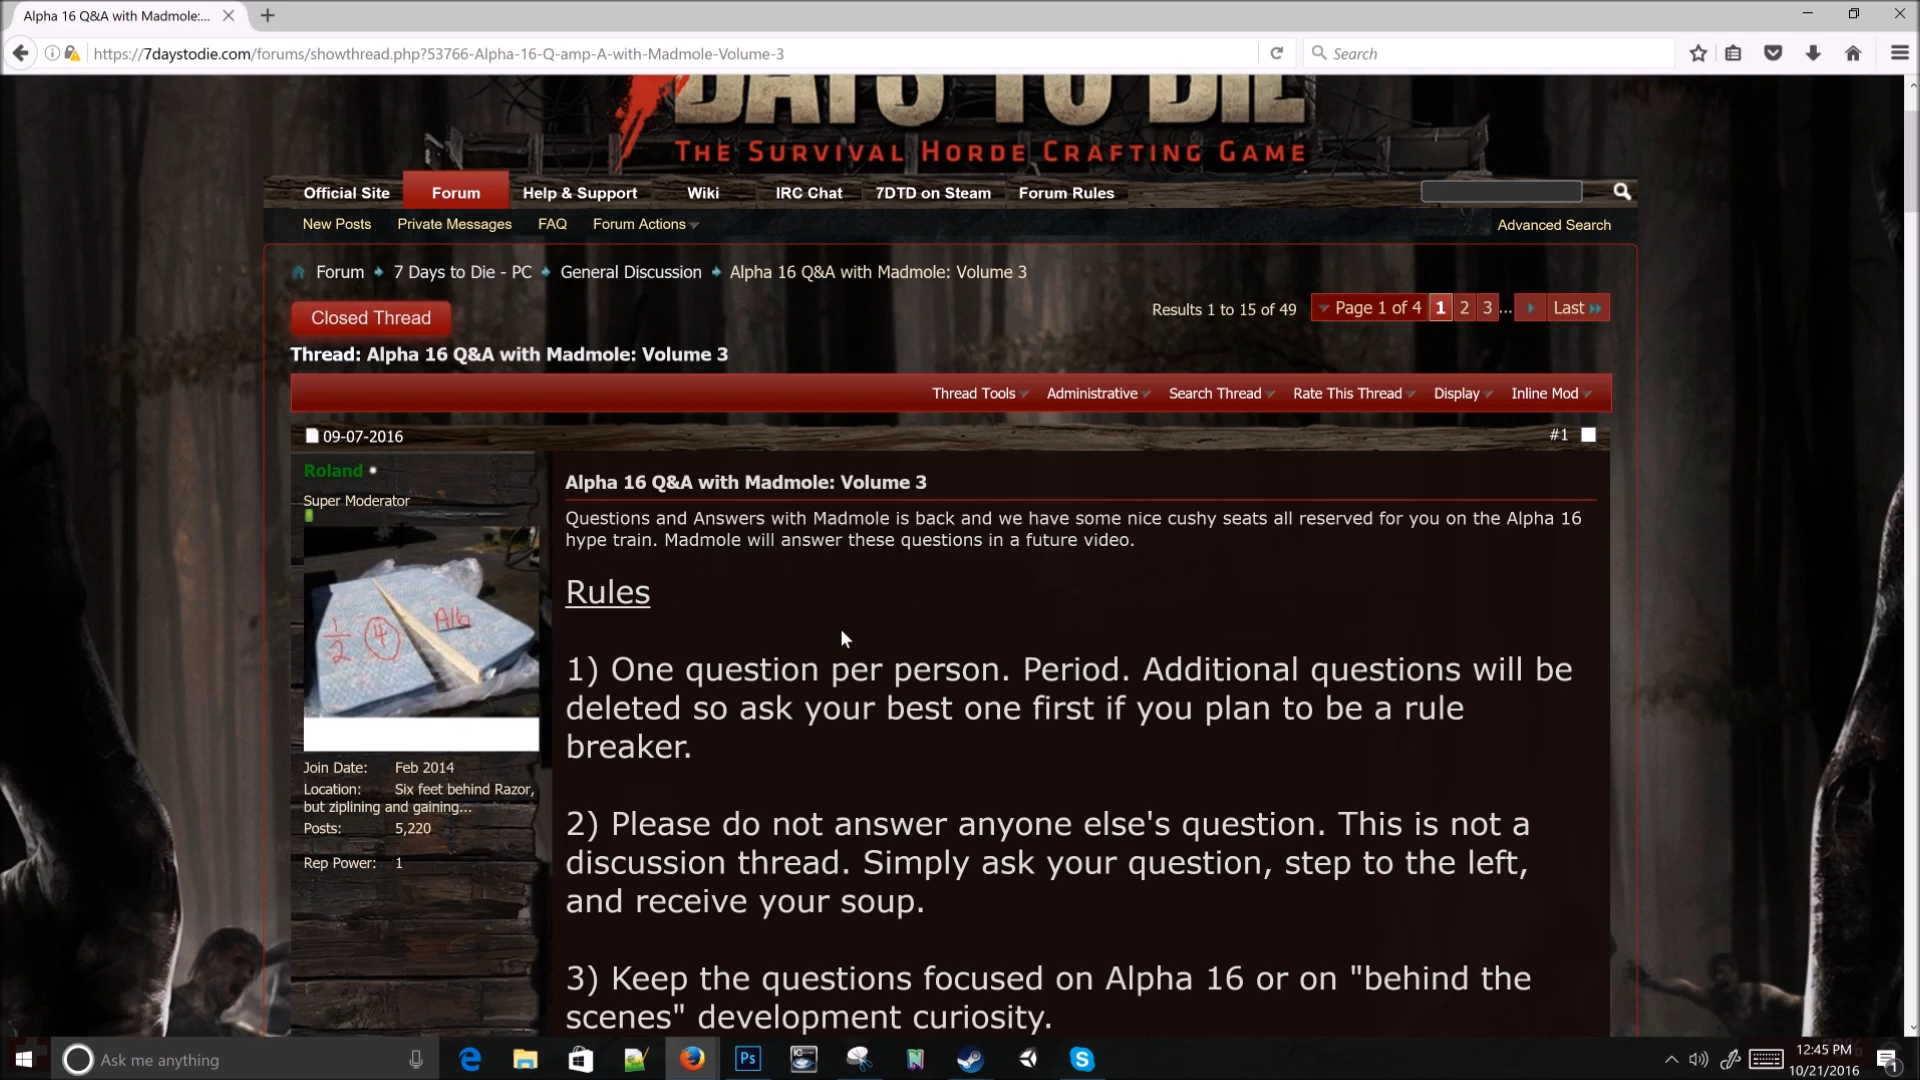 Alpha 16 Q&A with Madmole:...
https://7daystodie.com/forums/showthread.php?53766-Alpha-16-Q-amp-A-with-Madmole-Volume-3
Search
7 DAYS TO DIE
THE SURVIVAL HORDE CRAFTING GAME
Official Site Forum Help & Support Wiki IRC Chat 7DTD on Steam Forum Rules
New Posts Private Messages FAQ Forum Actions Advanced Search
Forum 7 Days to Die - PC General Discussion Alpha 16 Q&A with Madmole: Volume 3
Closed Thread
Results 1 to 15 of 49 Page 1 of 4 1 2 3 ... Last
Thread: Alpha 16 Q&A with Madmole: Volume 3
Thread Tools Administrative Search Thread Rate This Thread Display Inline Mod
09-07-2016 #1
Roland
Super Moderator
1/2 4 A16
Join Date: Feb 2014
Location: Six feet behind Razor,
but ziplining and gaining...
Posts: 5,220
Rep Power: 1
Alpha 16 Q&A with Madmole: Volume 3
Questions and Answers with Madmole is back and we have some nice cushy seats all reserved for you on the Alpha 16
hype train. Madmole will answer these questions in a future video.
Rules
1) One question per person. Period. Additional questions will be
deleted so ask your best one first if you plan to be a rule
breaker.
2) Please do not answer anyone else's question. This is not a
discussion thread. Simply ask your question, step to the left,
and receive your soup.
3) Keep the questions focused on Alpha 16 or on "behind the
scenes" development curiosity.
Ask me anything
Ps
12:45 PM
10/21/2016
1